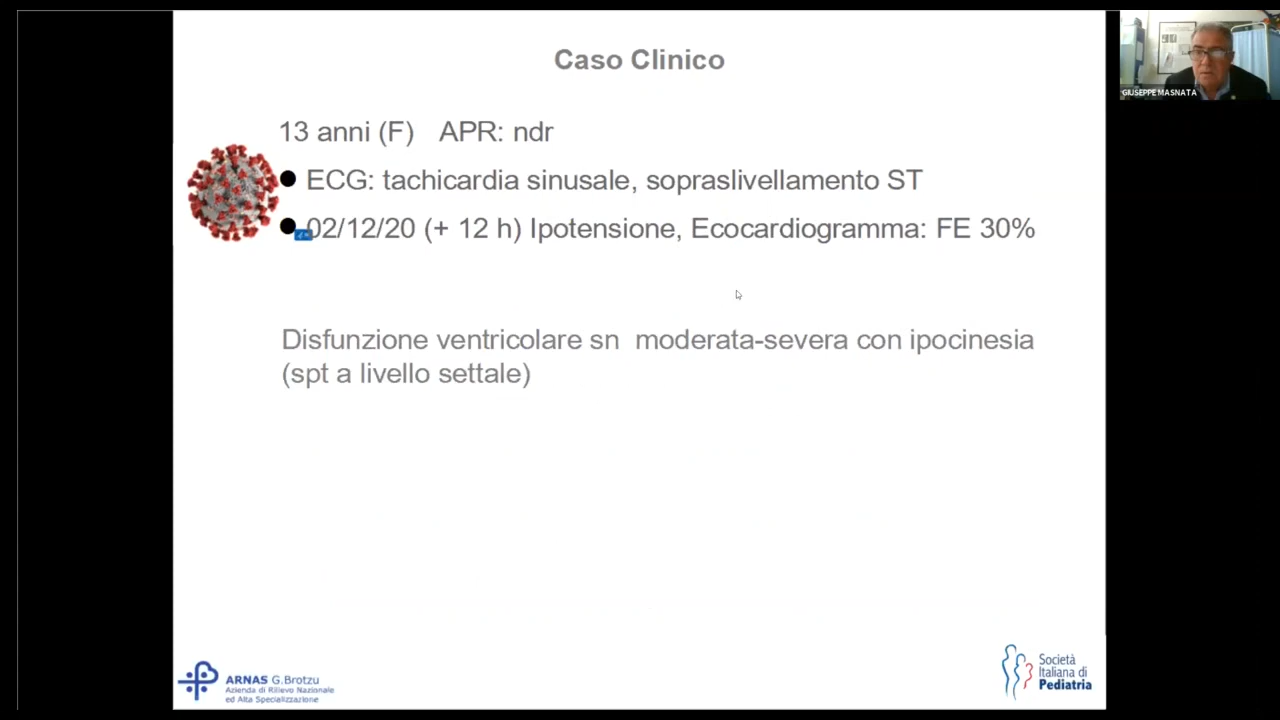 Caso Clinico
GIUSEPPE MASNATA
13 anni (F) APR: ndr
ECG: tachicardia sinusale, sopraslivellamento ST
02/12/20 (+ 12 h) Ipotensione, Ecocardiogramma: FE 30%
Disfunzione ventricolare sn moderata-severa con ipocinesia
(spt a livello settale)
ARNAS G.Brotzu
Azienda di Rilievo Nazionale
ed Alta Specializzazione
Società
Italiana di
Pediatria